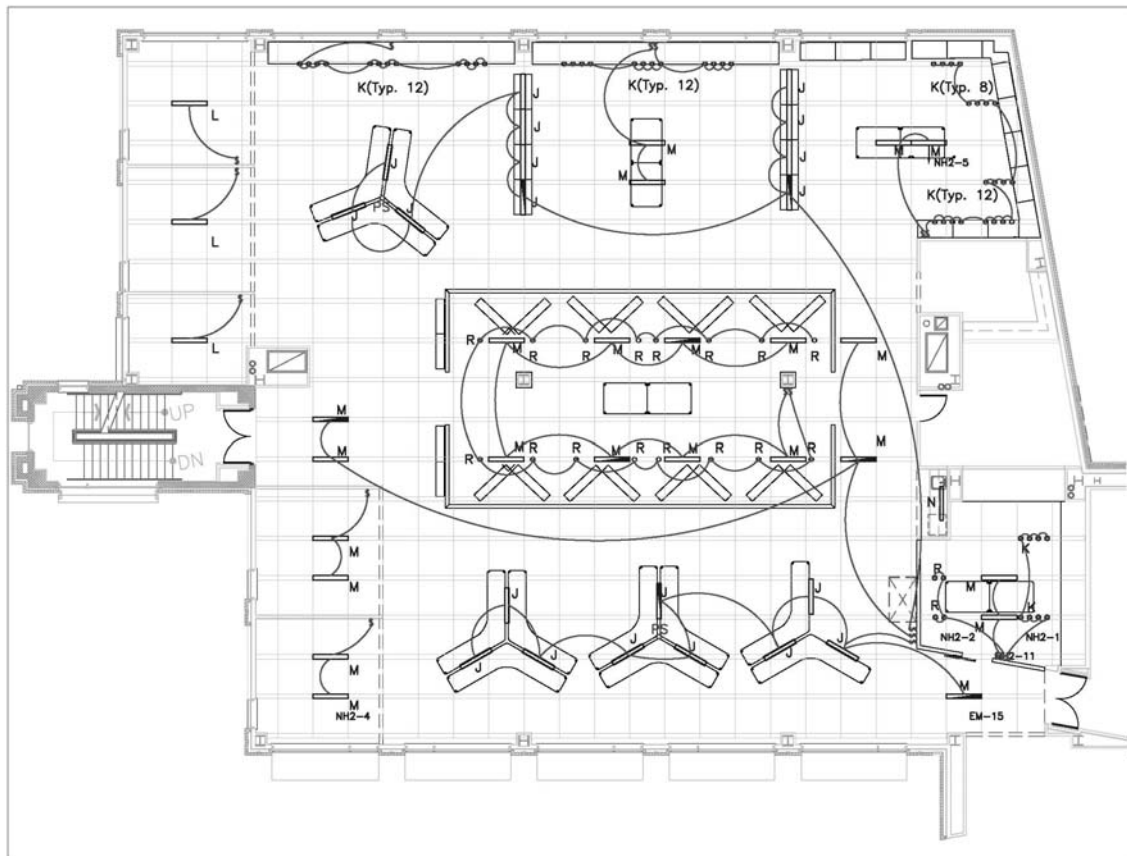 K(Typ. 12)
K(Typ. 12)
K(Typ. 8)
J
J
L
J
J
M
M
M
J
J
J
NH2-5
M
K(Typ. 12)
J
J
J
PS
J
L
L
R
M
R
R
M
R
R
M
R
R
M
R
M
UP
M
DN
M
R
M
R
R
M
R
R
M
R
R
M
R
M
N
M
K
M
R
M
J
J
J
R
K
M
J
J
PS
J
J
J
J
NH2-2
NH2-1
M
NH2-11
M
M
NH2-4
EM-15